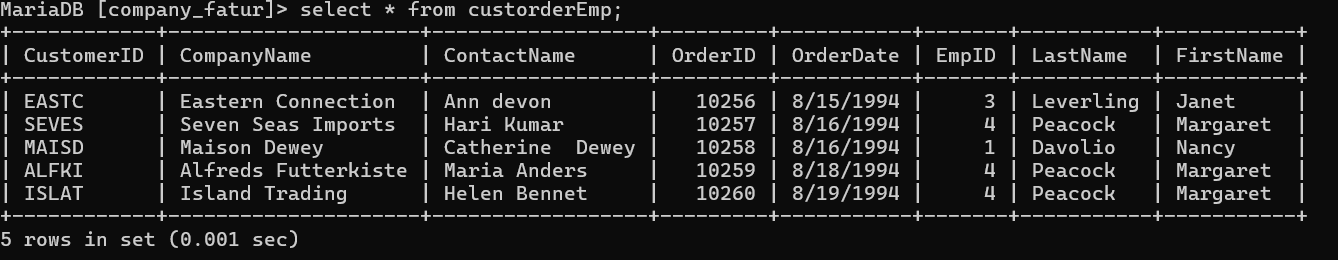 MariaDB [company_fatur]> select * from custorderEmp;
+------------+---------------------+------------------+---------+-----------+-------+-----------+-----------+
| CustomerID | CompanyName         | ContactName      | OrderID | OrderDate | EmpID | LastName  | FirstName |
+------------+---------------------+------------------+---------+-----------+-------+-----------+-----------+
| EASTC      | Eastern Connection  | Ann devon        |   10256 | 8/15/1994 |     3 | Leverling | Janet     |
| SEVES      | Seven Seas Imports  | Hari Kumar       |   10257 | 8/16/1994 |     4 | Peacock   | Margaret  |
| MAISD      | Maison Dewey        | Catherine  Dewey |   10258 | 8/16/1994 |     1 | Davolio   | Nancy     |
| ALFKI      | Alfreds Futterkiste | Maria Anders     |   10259 | 8/18/1994 |     4 | Peacock   | Margaret  |
| ISLAT      | Island Trading      | Helen Bennet     |   10260 | 8/19/1994 |     4 | Peacock   | Margaret  |
+------------+---------------------+------------------+---------+-----------+-------+-----------+-----------+
5 rows in set (0.001 sec)